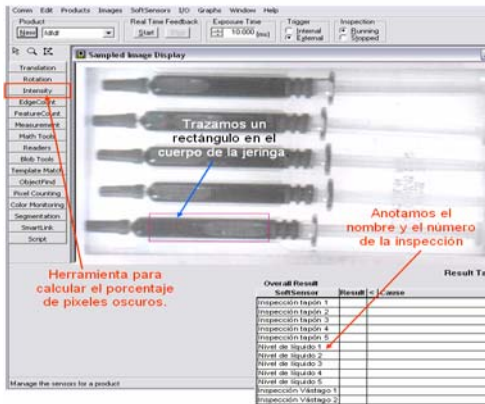 Comm Edit Products Images SoftSensors I/O Graphs Window Help
Product
Real Time Feedback
Exposure Time
Trigger
Inspection
New
Start
10.000 [ms]
Internal
External
Running
Stopped
Sampled Image Display
Translation
Rotation
Intensity
EdgeCount
FeatureCount
Measurement
Math Tools
Readers
Blob Tools
Template Match
ObjectFind
Pixel Counting
Color Monitoring
Segmentation
SmartLink
Script
Trazamos un
rectángulo en el
cuerpo de la jeringa
Anotamos el
nombre y el número
de la inspección
Herramienta para
calcular el porcentaje
de pixeles oscuros.
Result Ta
Overall Result
SoftSensor Result < Cause
Inspección tapón 1
Inspección tapón 2
Inspección tapón 3
Inspección tapón 4
Inspección tapón 5
Nivel de líquido 1
Nivel de líquido 2
Nivel de líquido 3
Nivel de líquido 4
Nivel de líquido 5
Inspección Vástago 1
Inspección Vástago 2
Manage the sensors for a product